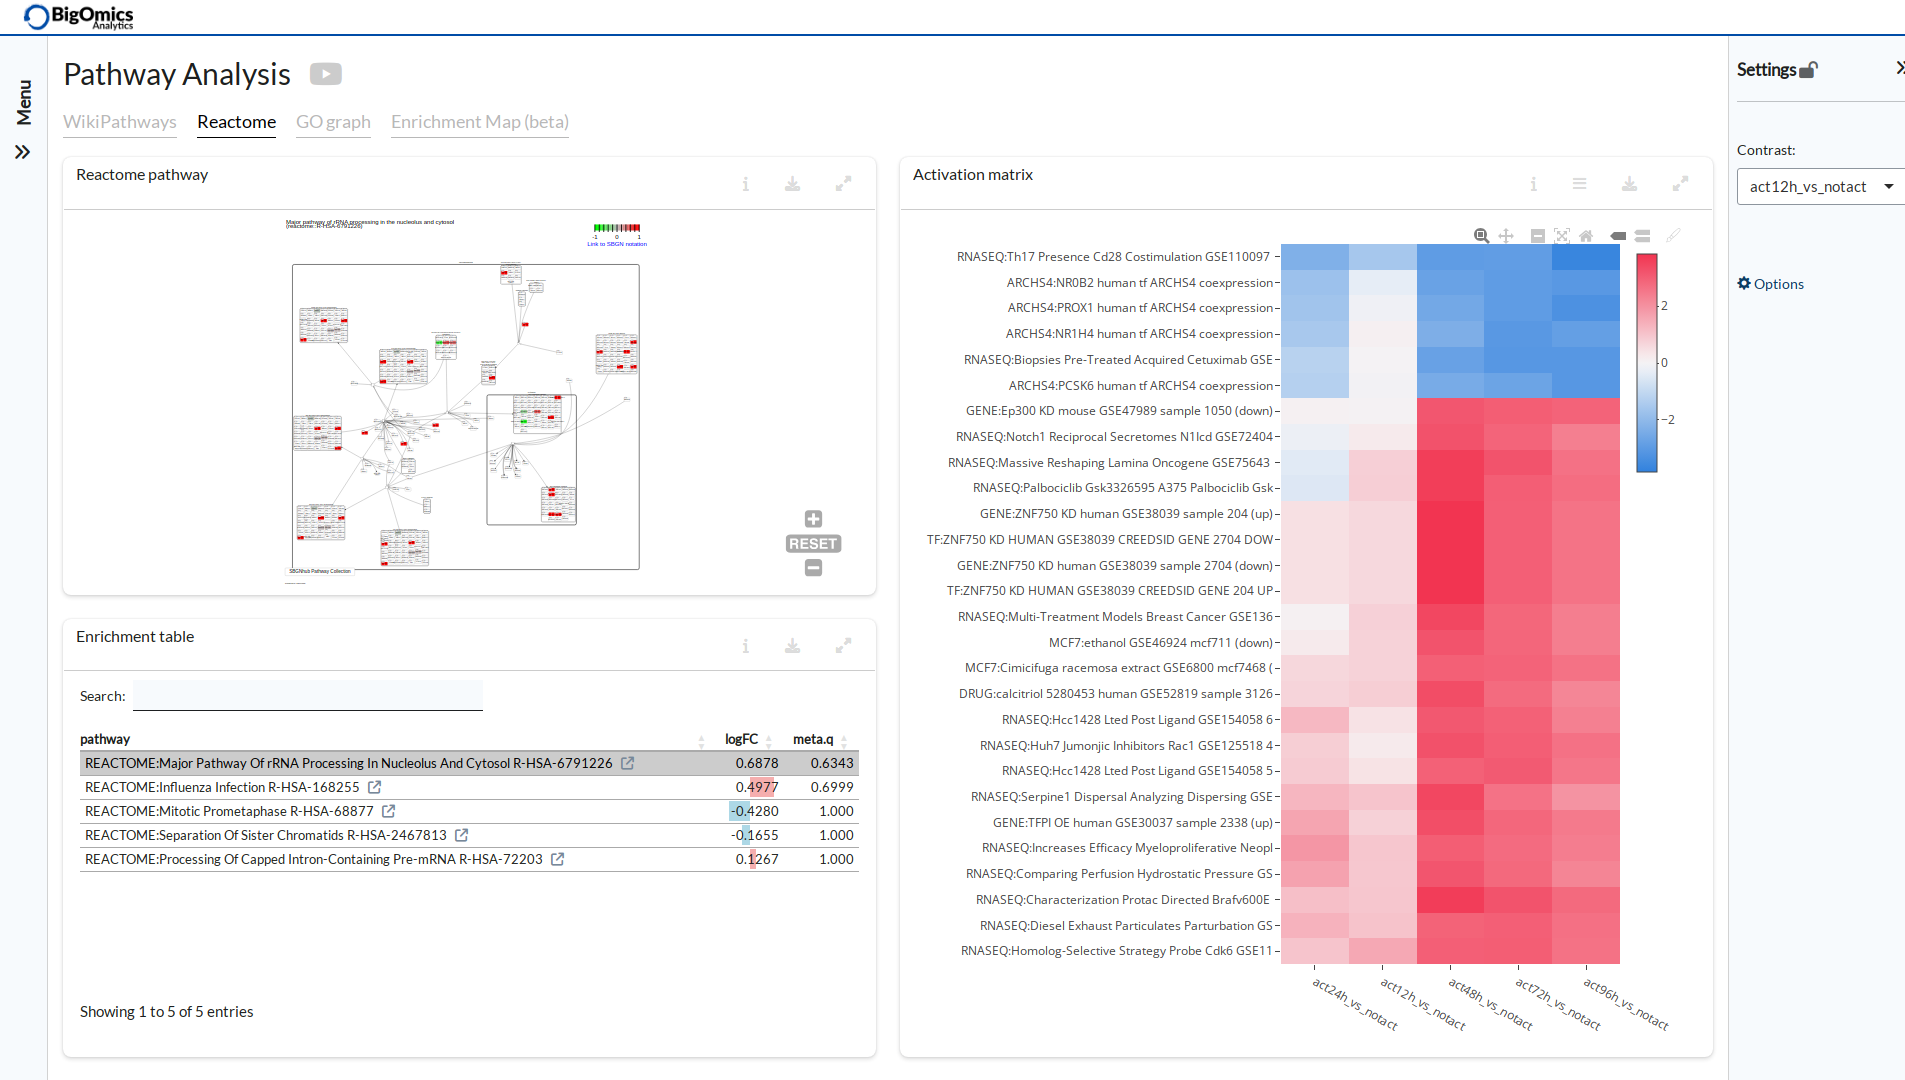 BigOmics
Analytics
Menu
Pathway Analysis
WikiPathways Reactome GO graph Enrichment Map (beta)
Reactome pathway
Major pathway of rRNA processing in the nucleolus and cytosol
(reactome: R-HSA-6791226)
-1 0 1
Link to SBGN notation
SBGNhub Pathway Collection
RESET
Enrichment table
Search:
pathway logFC meta.q
REACTOME:Major Pathway Of rRNA Processing In Nucleolus And Cytosol R-HSA-6791226 0.6878 0.6343
REACTOME:Influenza Infection R-HSA-168255 0.4977 0.6999
REACTOME:Mitotic Prometaphase R-HSA-68877 -0.4280 1.000
REACTOME:Separation Of Sister Chromatids R-HSA-2467813 -0.1655 1.000
REACTOME:Processing Of Capped Intron-Containing Pre-mRNA R-HSA-72203 0.1267 1.000
Showing 1 to 5 of 5 entries
Activation matrix
RNASEQ:Th17 Presence Cd28 Costimulation GSE110097
ARCHS4:NR0B2 human tf ARCHS4 coexpression
ARCHS4:PROX1 human tf ARCHS4 coexpression
ARCHS4:NR1H4 human tf ARCHS4 coexpression
RNASEQ:Biopsies Pre-Treated Acquired Cetuximab GSE
ARCHS4:PCSK6 human tf ARCHS4 coexpression
GENE:Ep300 KD mouse GSE47989 sample 1050 (down)
RNASEQ:Notch1 Reciprocal Secretomes N1Icd GSE72404
RNASEQ:Massive Reshaping Lamina Oncogene GSE75643
RNASEQ:Palbociclib Gsk3326595 A375 Palbociclib Gsk
GENE:ZNF750 KD human GSE38039 sample 204 (up)
TF:ZNF750 KD HUMAN GSE38039 CREEDSID GENE 2704 DOW
GENE:ZNF750 KD human GSE38039 sample 2704 (down)
TF:ZNF750 KD HUMAN GSE38039 CREEDSID GENE 204 UP
RNASEQ:Multi-Treatment Models Breast Cancer GSE136
MCF7:ethanol GSE46924 mcf711 (down)
MCF7:Cimicifuga racemosa extract GSE6800 mcf7468 (
DRUG:calcitriol 5280453 human GSE52819 sample 3126
RNASEQ:Hcc1428 Lted Post Ligand GSE154058 6
RNASEQ:Huh7 Jumonjic Inhibitors Rac1 GSE125518 4
RNASEQ:Hcc1428 Lted Post Ligand GSE154058 5
RNASEQ:Serpine1 Dispersal Analyzing Dispersing GSE
GENE:TFPI OE human GSE30037 sample 2338 (up)
RNASEQ:Increases Efficacy Myeloproliferative Neopl
RNASEQ:Comparing Perfusion Hydrostatic Pressure GS
RNASEQ:Characterization Protac Directed Brafv600E
RNASEQ:Diesel Exhaust Particulates Parturbation GS
RNASEQ:Homolog-Selective Strategy Probe Cdk6 GSE11
act24h_vs_notact act12h_vs_notact act48h_vs_notact act72h_vs_notact act96h_vs_notact
2
0
−2
Settings
Contrast:
act12h_vs_notact
Options